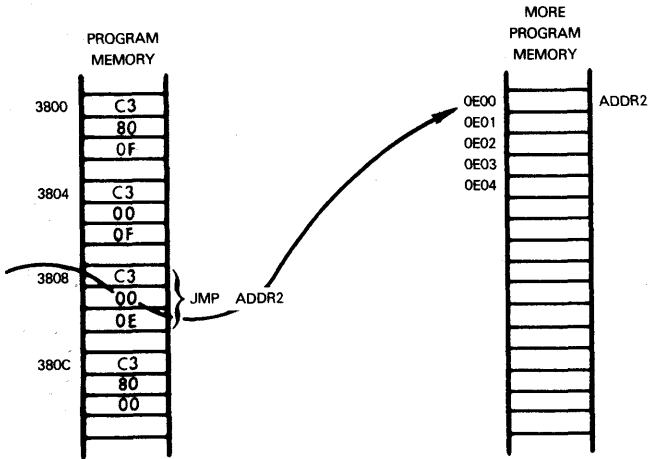 PROGRAM
MEMORY
3800 C3
80
0F
3804 C3
00
0F
3808 C3
00
0E
JMP ADDR2
380C C3
80
00
MORE
PROGRAM
MEMORY
0E00 ADDR2
0E01
0E02
0E03
0E04